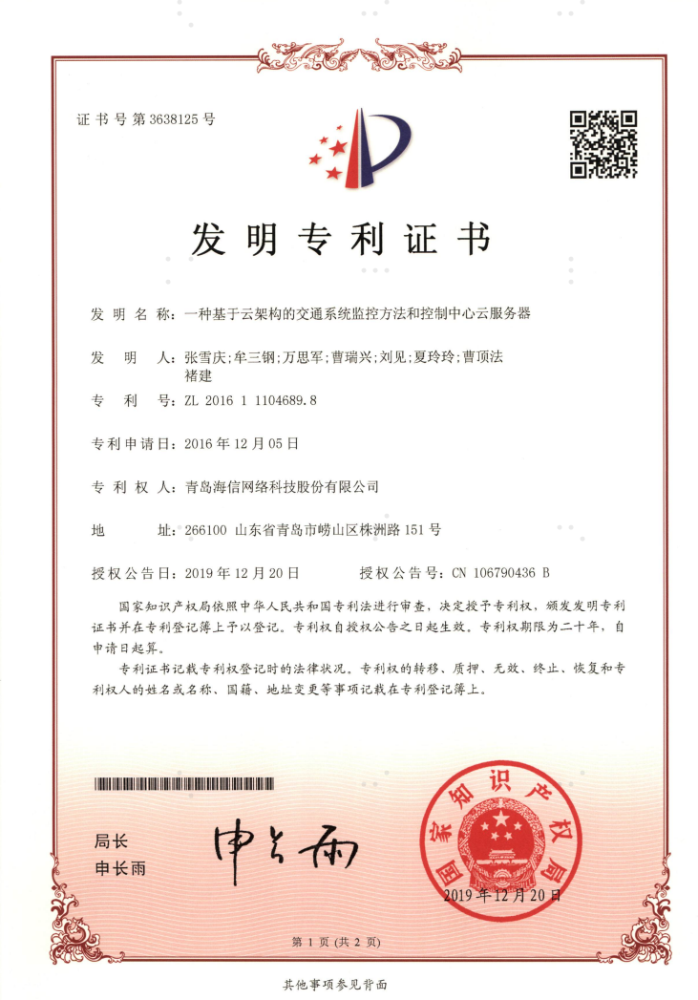 证书号第3638125号
发明专利证书
发明名称：一种基于云架构的交通系统监控方法和控制中心云服务器
发明人：张雪庆;牟三钢;万思军;曹瑞兴;刘见;夏玲玲;曹顶法
褚建
专利号：ZL 2016 1 1104689.8
专利申请日：2016年12月05日
专利权人：青岛海信网络科技股份有限公司
地址：266100 山东省青岛市崂山区株洲路151号
授权公告日：2019年12月20日 授权公告号：CN 106790436 B
国家知识产权局依照中华人民共和国专利法进行审查，决定授予专利权，颁发发明专利
证书并在专利登记簿上予以登记。专利权自授权公告之日起生效。专利权期限为二十年，自
申请日起算。
专利证书记载专利权登记时的法律状况。专利权的转移、质押、无效、终止、恢复和专
利权人的姓名或名称、国籍、地址变更等事项记载在专利登记簿上。
局长
申长雨
申长雨
国家知识产权局
2019年12月20日
第 1 页 (共 2 页)
其他事项参见背面